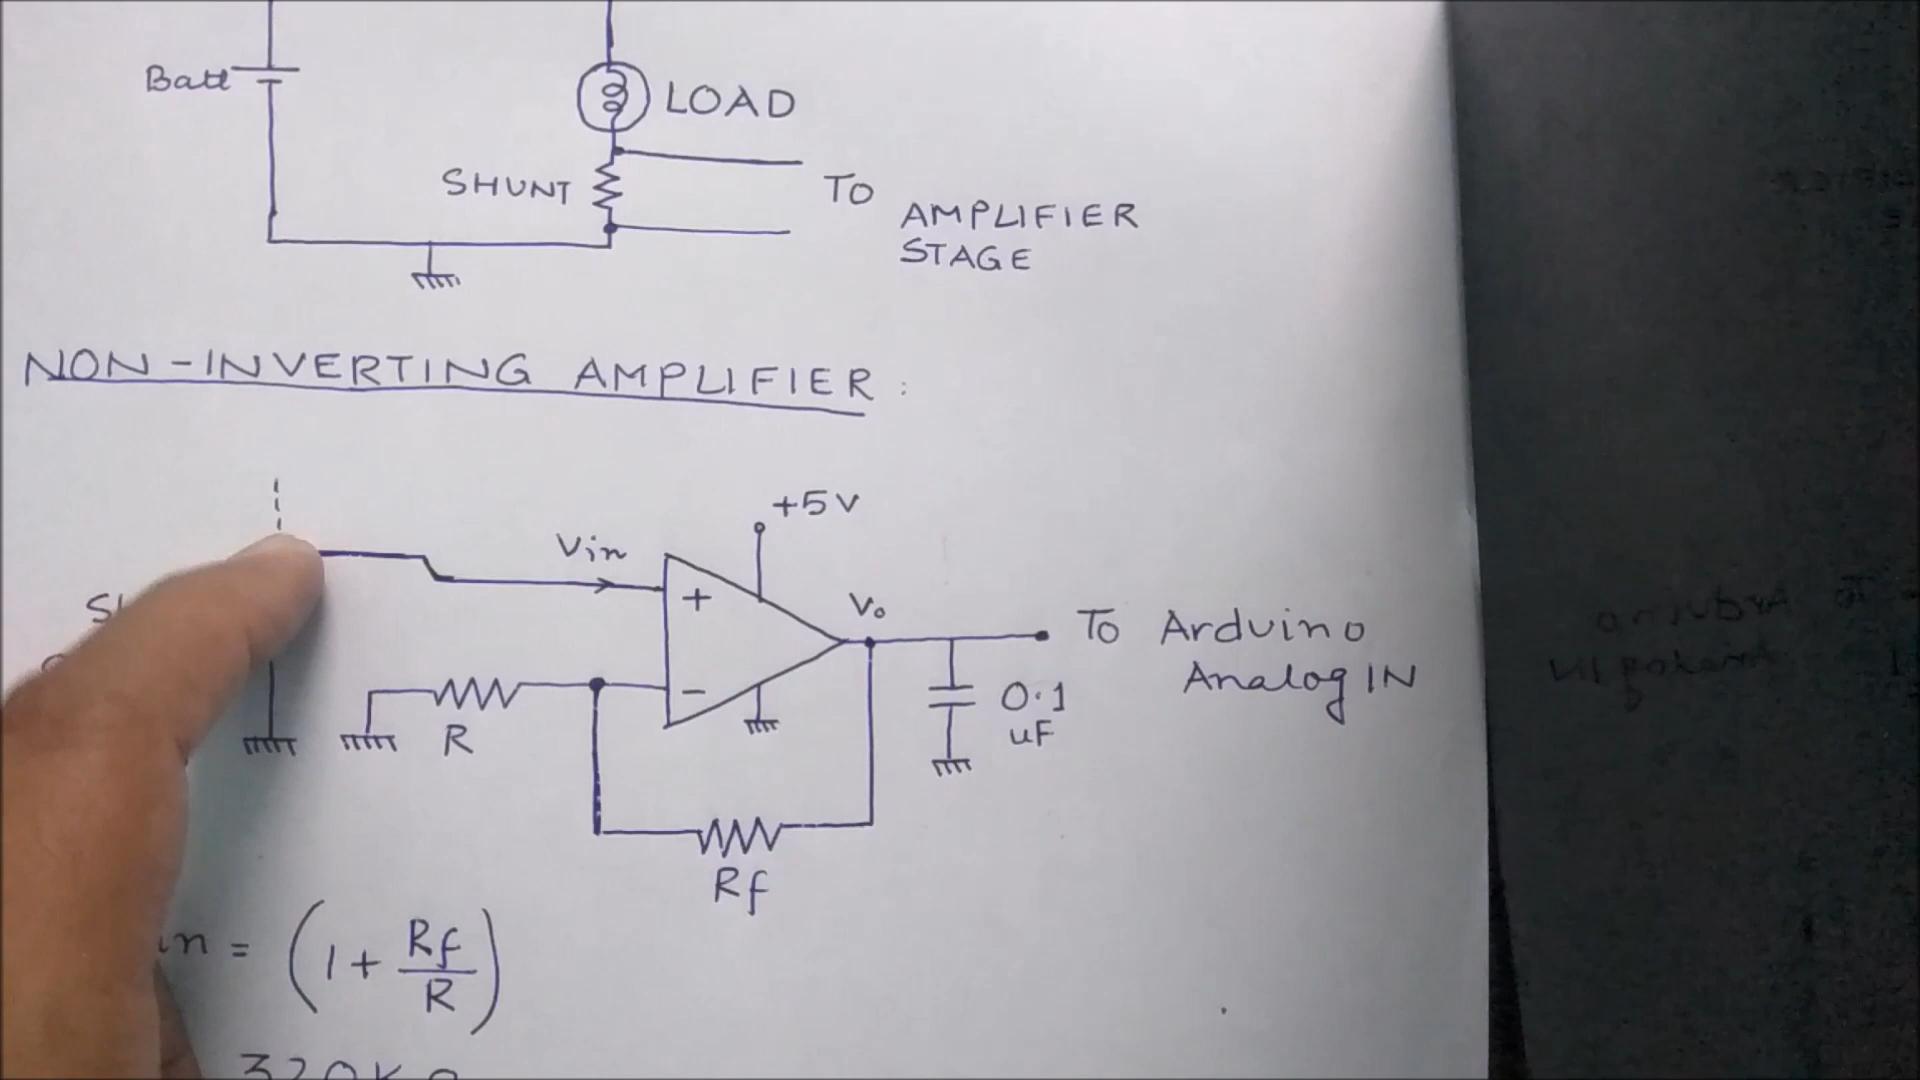 Batt
LOAD
SHUNT
TO
AMPLIFIER
STAGE
NON-INVERTING AMPLIFIER:
+5V
Vin
+
Vo
To Arduino
Analog IN
-
0.1
uF
R
Rf
= (1 + Rf
R)